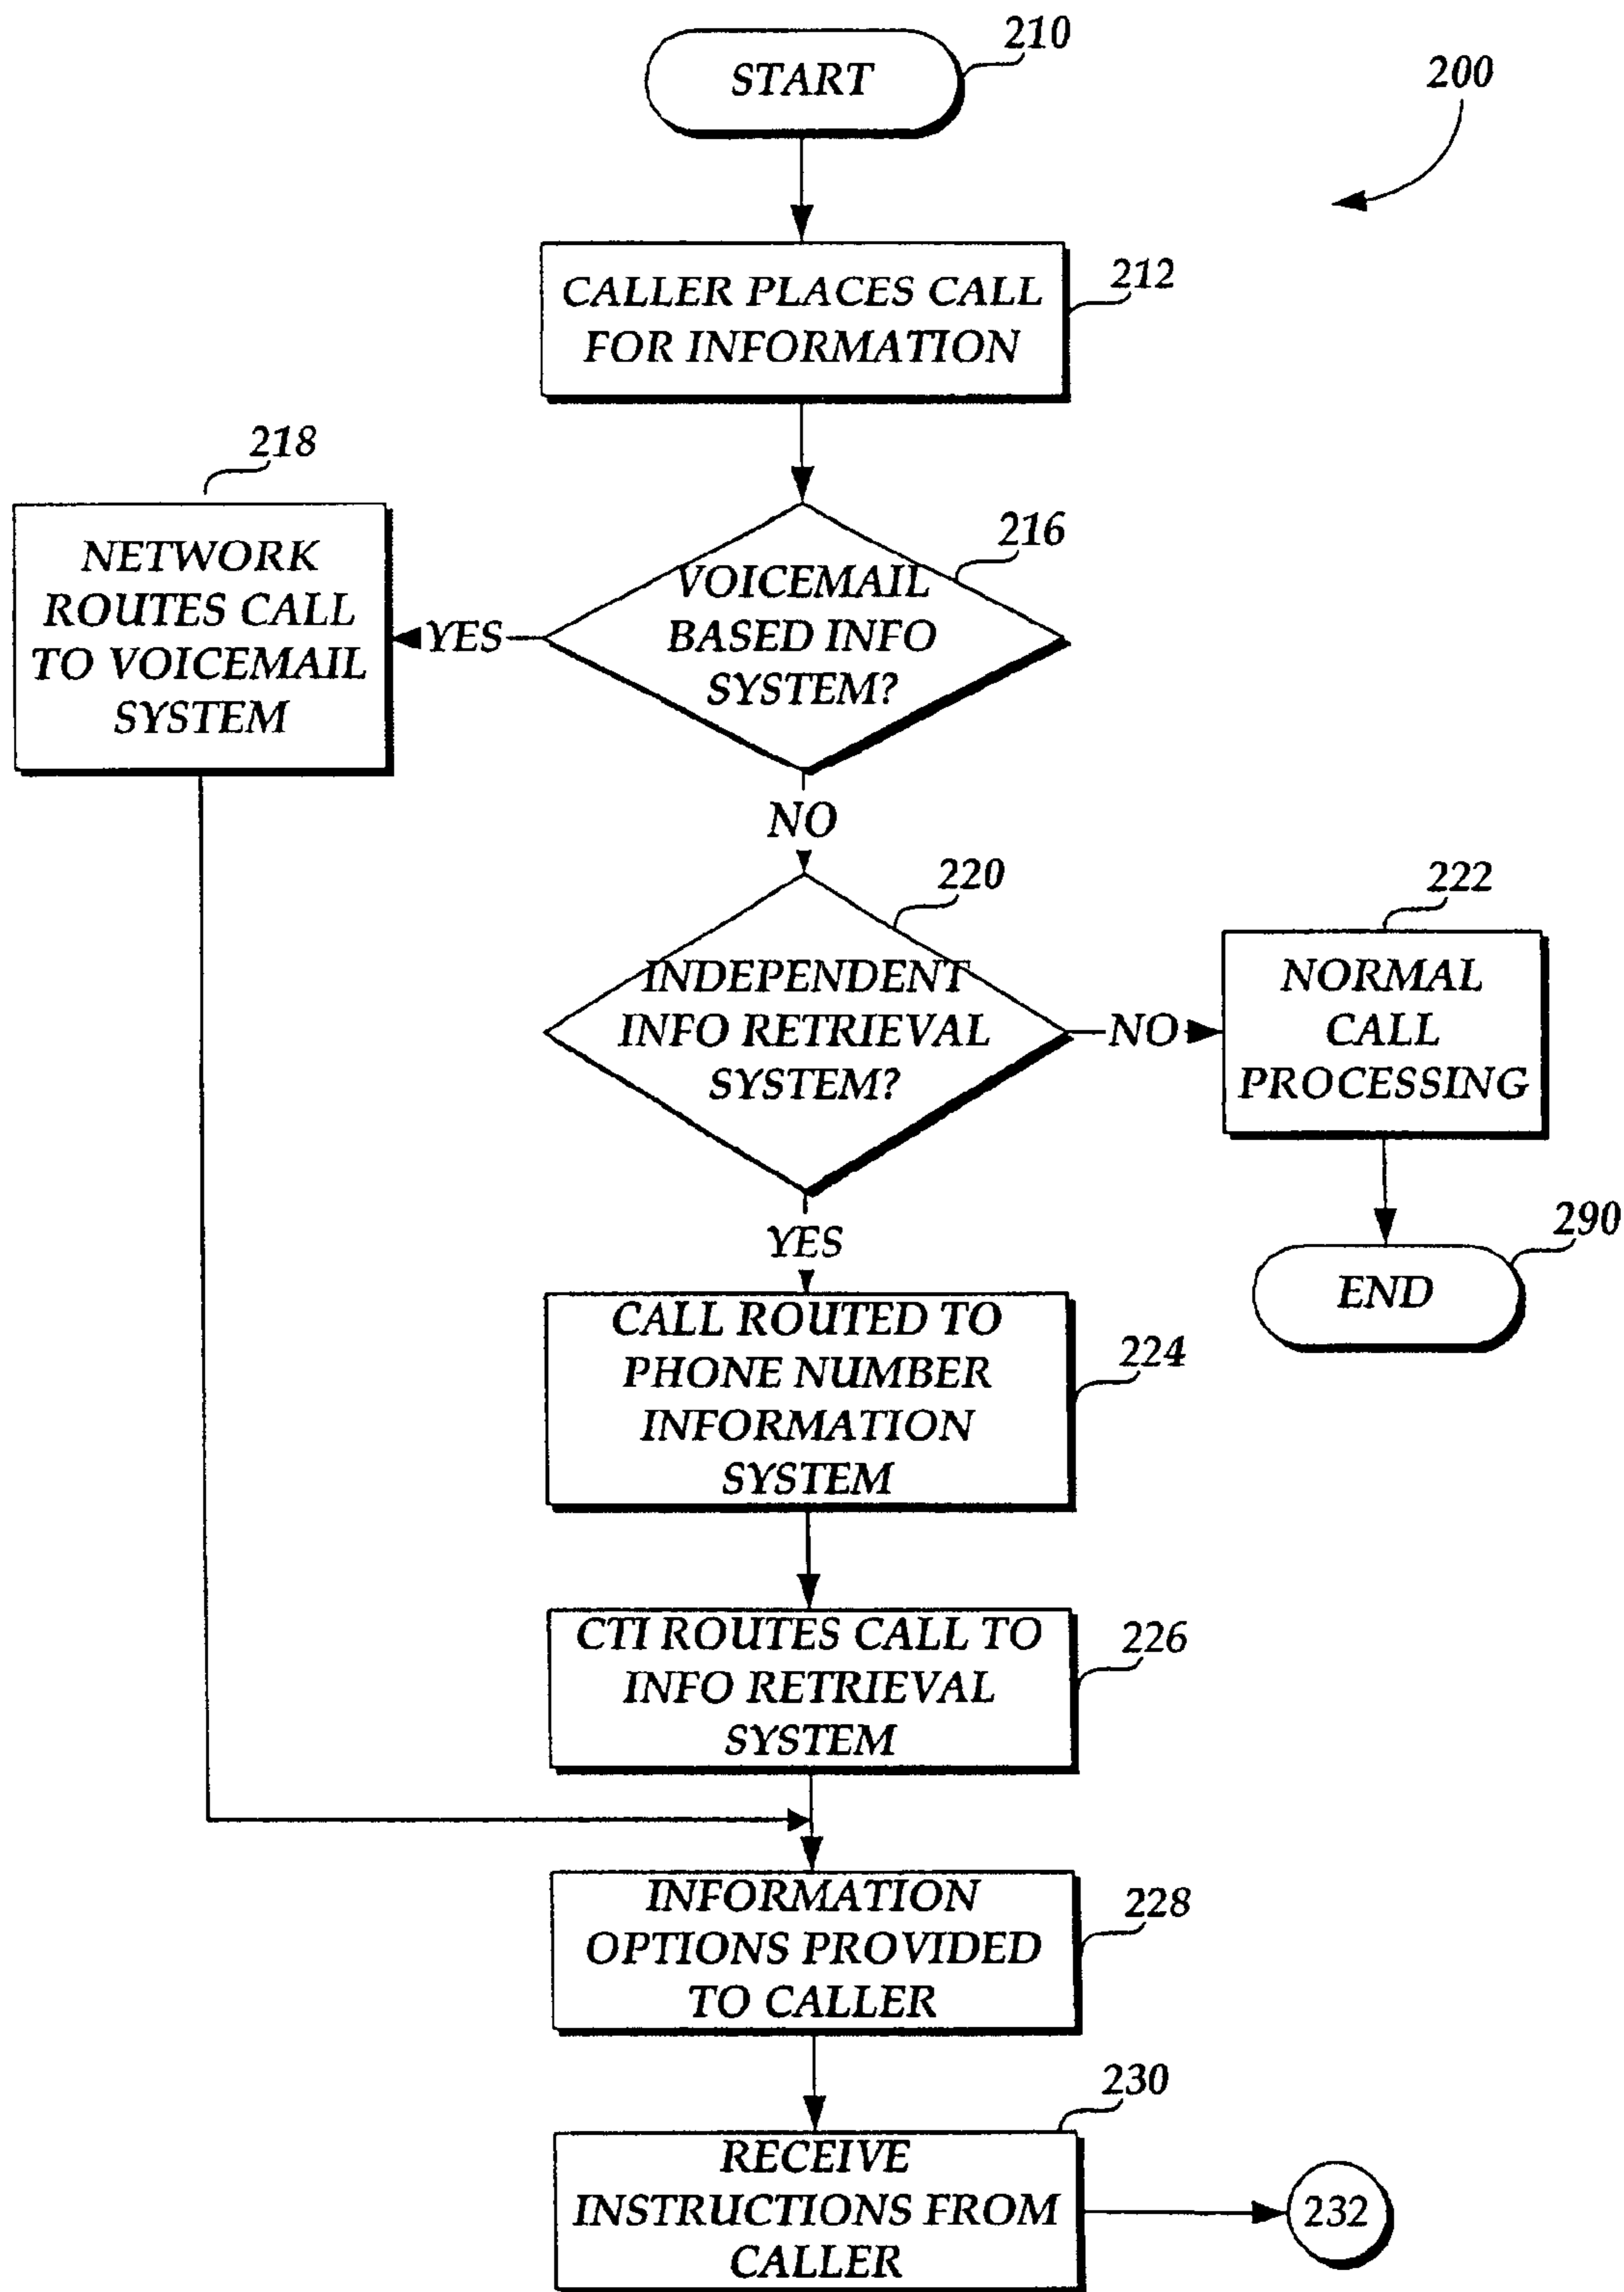 START
210
200
CALLER PLACES CALL
FOR INFORMATION
212
218
NETWORK
ROUTES CALL
TO VOICEMAIL
SYSTEM
YES
VOICEMAIL
BASED INFO
SYSTEM?
216
NO
220
INDEPENDENT
INFO RETRIEVAL
SYSTEM?
NO
222
NORMAL
CALL
PROCESSING
290
END
YES
CALL ROUTED TO
PHONE NUMBER
INFORMATION
SYSTEM
224
CTI ROUTES CALL TO
INFO RETRIEVAL
SYSTEM
226
INFORMATION
OPTIONS PROVIDED
TO CALLER
228
230
RECEIVE
INSTRUCTIONS FROM
CALLER
232